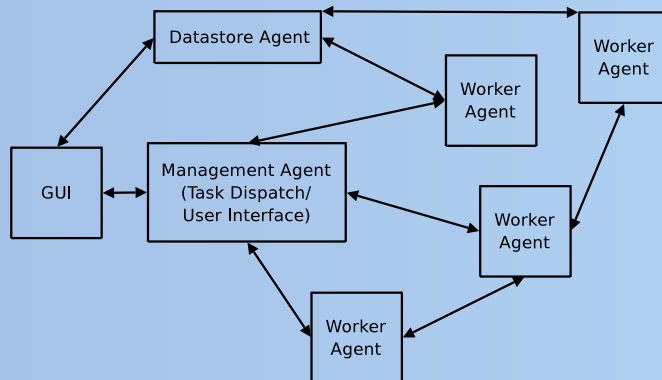 Datastore Agent
Worker
Agent
Worker
Agent
GUI
Management Agent
(Task Dispatch/
User Interface)
Worker
Agent
Worker
Agent